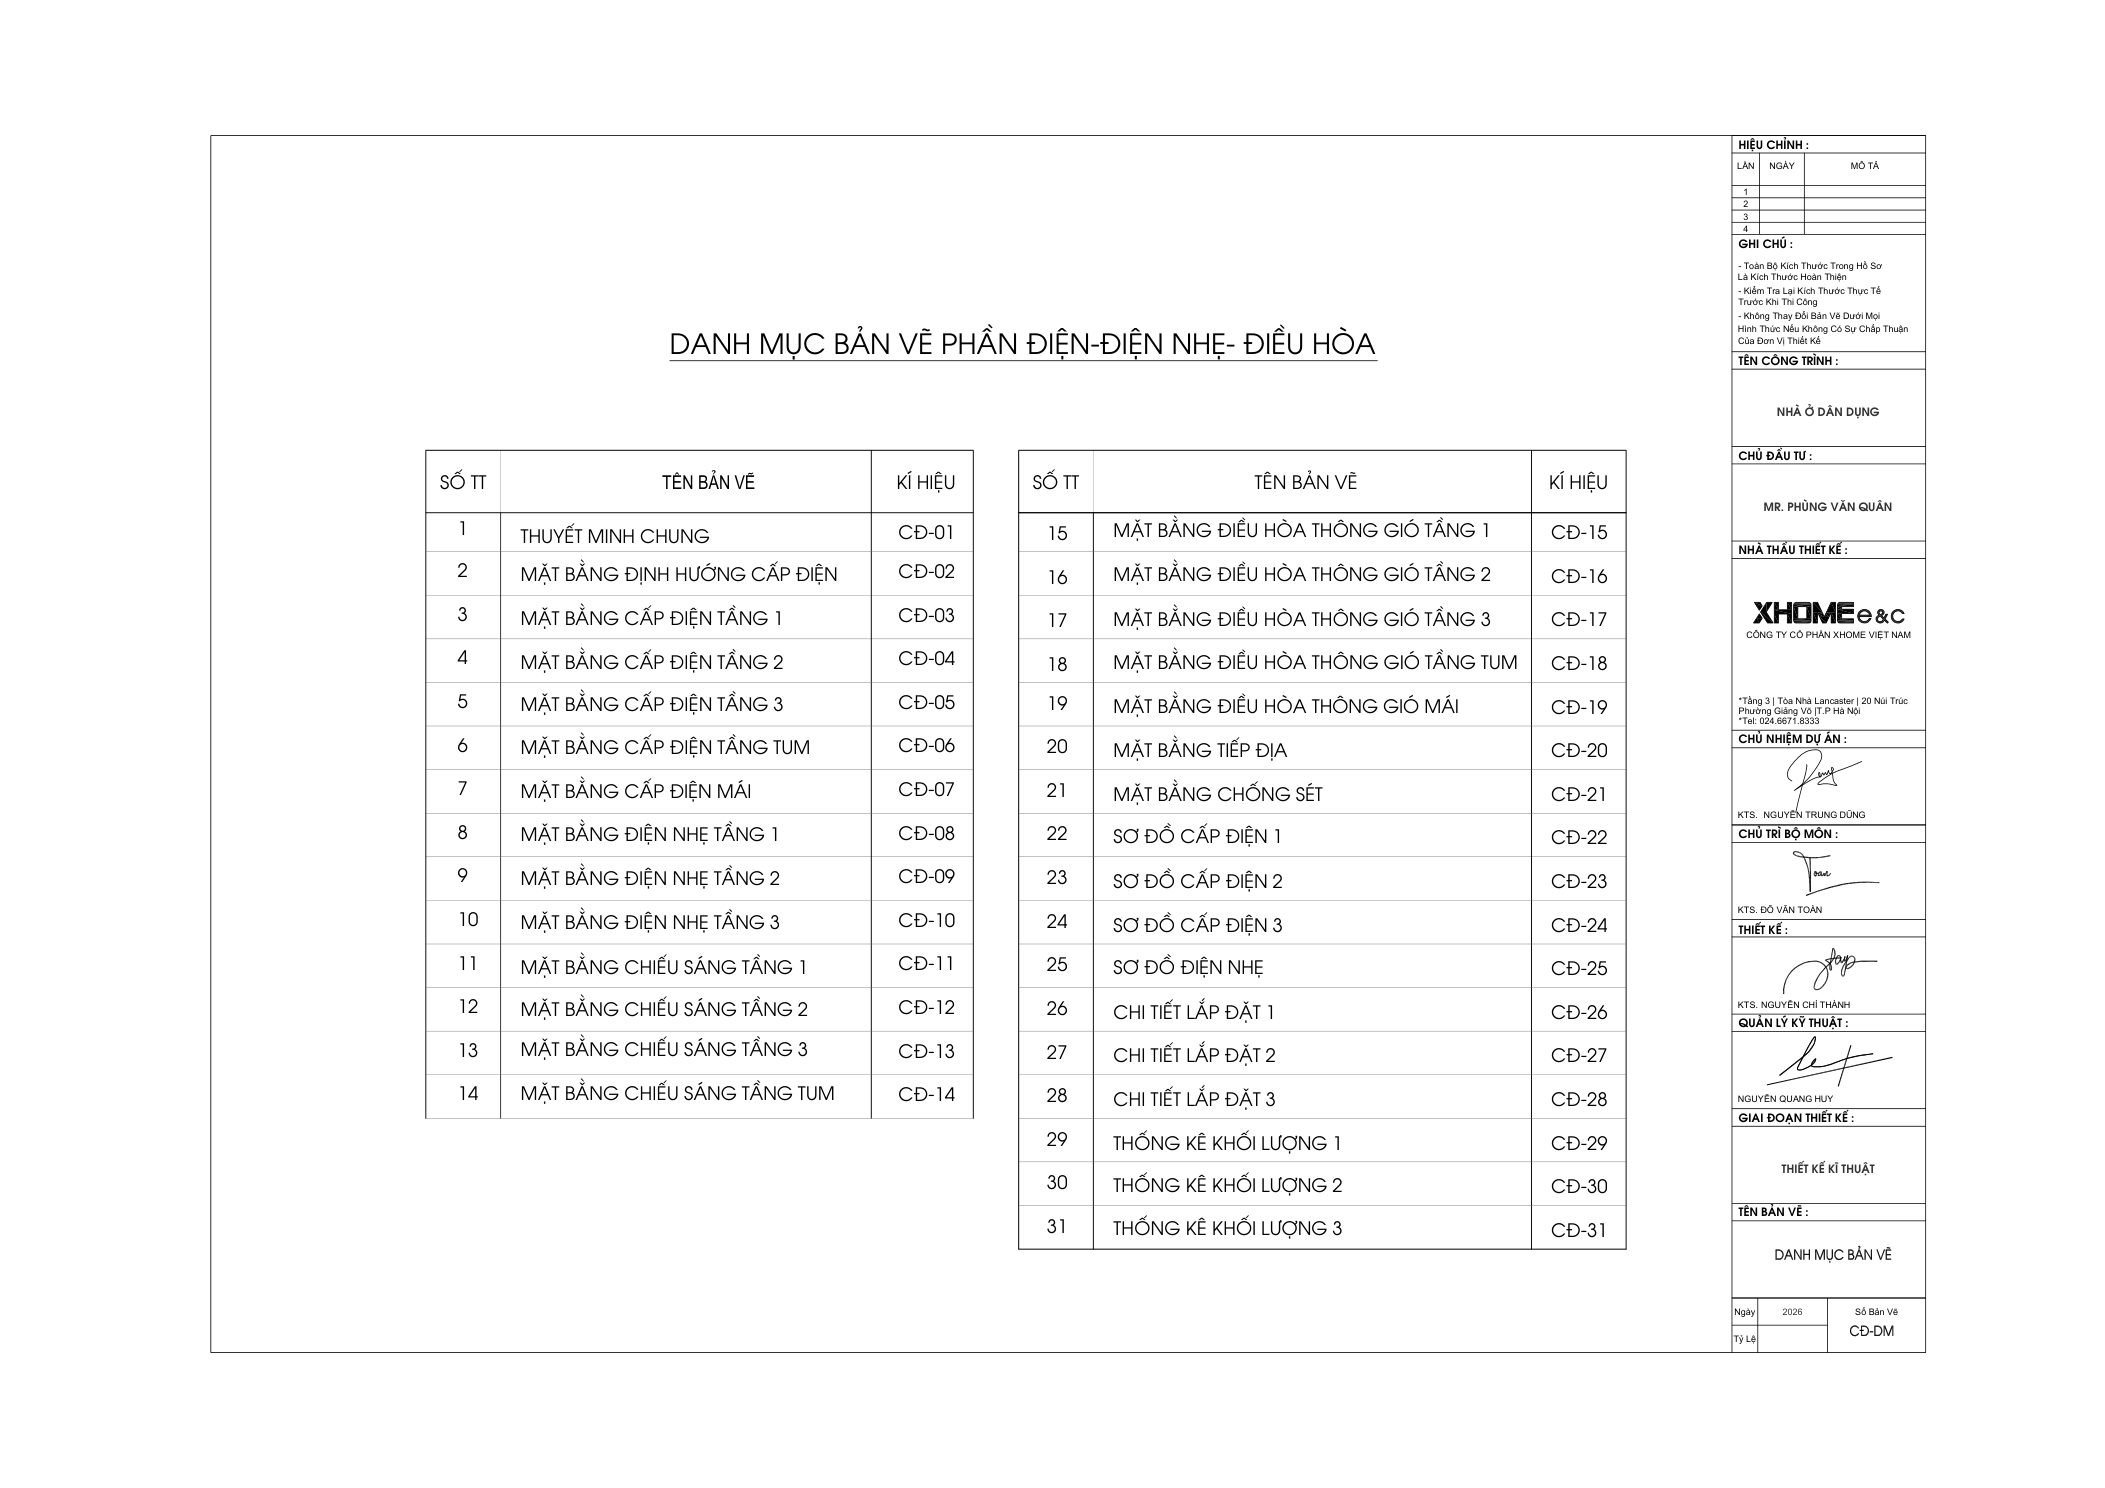 DANH MỤC BẢN VẼ PHẦN ĐIỆN-ĐIỆN NHẸ- ĐIỀU HÒA
SỐ TT TÊN BẢN VẼ KÍ HIỆU
1 THUYẾT MINH CHUNG CĐ-01
2 MẶT BẰNG ĐỊNH HƯỚNG CẤP ĐIỆN CĐ-02
3 MẶT BẰNG CẤP ĐIỆN TẦNG 1 CĐ-03
4 MẶT BẰNG CẤP ĐIỆN TẦNG 2 CĐ-04
5 MẶT BẰNG CẤP ĐIỆN TẦNG 3 CĐ-05
6 MẶT BẰNG CẤP ĐIỆN TẦNG TUM CĐ-06
7 MẶT BẰNG CẤP ĐIỆN MÁI CĐ-07
8 MẶT BẰNG ĐIỆN NHẸ TẦNG 1 CĐ-08
9 MẶT BẰNG ĐIỆN NHẸ TẦNG 2 CĐ-09
10 MẶT BẰNG ĐIỆN NHẸ TẦNG 3 CĐ-10
11 MẶT BẰNG CHIẾU SÁNG TẦNG 1 CĐ-11
12 MẶT BẰNG CHIẾU SÁNG TẦNG 2 CĐ-12
13 MẶT BẰNG CHIẾU SÁNG TẦNG 3 CĐ-13
14 MẶT BẰNG CHIẾU SÁNG TẦNG TUM CĐ-14
SỐ TT TÊN BẢN VẼ KÍ HIỆU
15 MẶT BẰNG ĐIỀU HÒA THÔNG GIÓ TẦNG 1 CĐ-15
16 MẶT BẰNG ĐIỀU HÒA THÔNG GIÓ TẦNG 2 CĐ-16
17 MẶT BẰNG ĐIỀU HÒA THÔNG GIÓ TẦNG 3 CĐ-17
18 MẶT BẰNG ĐIỀU HÒA THÔNG GIÓ TẦNG TUM CĐ-18
19 MẶT BẰNG ĐIỀU HÒA THÔNG GIÓ MÁI CĐ-19
20 MẶT BẰNG TIẾP ĐỊA CĐ-20
21 MẶT BẰNG CHỐNG SÉT CĐ-21
22 SƠ ĐỒ CẤP ĐIỆN 1 CĐ-22
23 SƠ ĐỒ CẤP ĐIỆN 2 CĐ-23
24 SƠ ĐỒ CẤP ĐIỆN 3 CĐ-24
25 SƠ ĐỒ ĐIỆN NHẸ CĐ-25
26 CHI TIẾT LẮP ĐẶT 1 CĐ-26
27 CHI TIẾT LẮP ĐẶT 2 CĐ-27
28 CHI TIẾT LẮP ĐẶT 3 CĐ-28
29 THỐNG KÊ KHỐI LƯỢNG 1 CĐ-29
30 THỐNG KÊ KHỐI LƯỢNG 2 CĐ-30
31 THỐNG KÊ KHỐI LƯỢNG 3 CĐ-31
HIỆU CHỈNH :
LẦN NGÀY MÔ TẢ
1
2
3
4
GHI CHÚ :
- Toàn Bộ Kích Thước Trong Hồ Sơ
Là Kích Thước Hoàn Thiện
- Kiểm Tra Lại Kích Thước Thực Tế
Trước Khi Thi Công
- Không Thay Đổi Bản Vẽ Dưới Mọi
Hình Thức Nếu Không Có Sự Chấp Thuận
Của Đơn Vị Thiết Kế
TÊN CÔNG TRÌNH :
NHÀ Ở DÂN DỤNG
CHỦ ĐẦU TƯ :
MR. PHÙNG VĂN QUÂN
NHÀ THẦU THIẾT KẾ :
XHOME e&c
CÔNG TY CỔ PHẦN XHOME VIỆT NAM
*Tầng 3 | Tòa Nhà Lancaster | 20 Núi Trúc
Phường Giảng Võ |T.P Hà Nội
*Tel: 024.6671.8333
CHỦ NHIỆM DỰ ÁN :
KTS. NGUYỄN TRUNG DŨNG
CHỦ TRÌ BỘ MÔN :
Toan
KTS. ĐỖ VĂN TOÀN
THIẾT KẾ :
KTS. NGUYỄN CHÍ THÀNH
QUẢN LÝ KỸ THUẬT :
NGUYỄN QUANG HUY
GIAI ĐOẠN THIẾT KẾ :
THIẾT KẾ KĨ THUẬT
TÊN BẢN VẼ :
DANH MỤC BẢN VẼ
Ngày 2026 Số Bản Vẽ
CĐ-DM
Tỷ Lệ